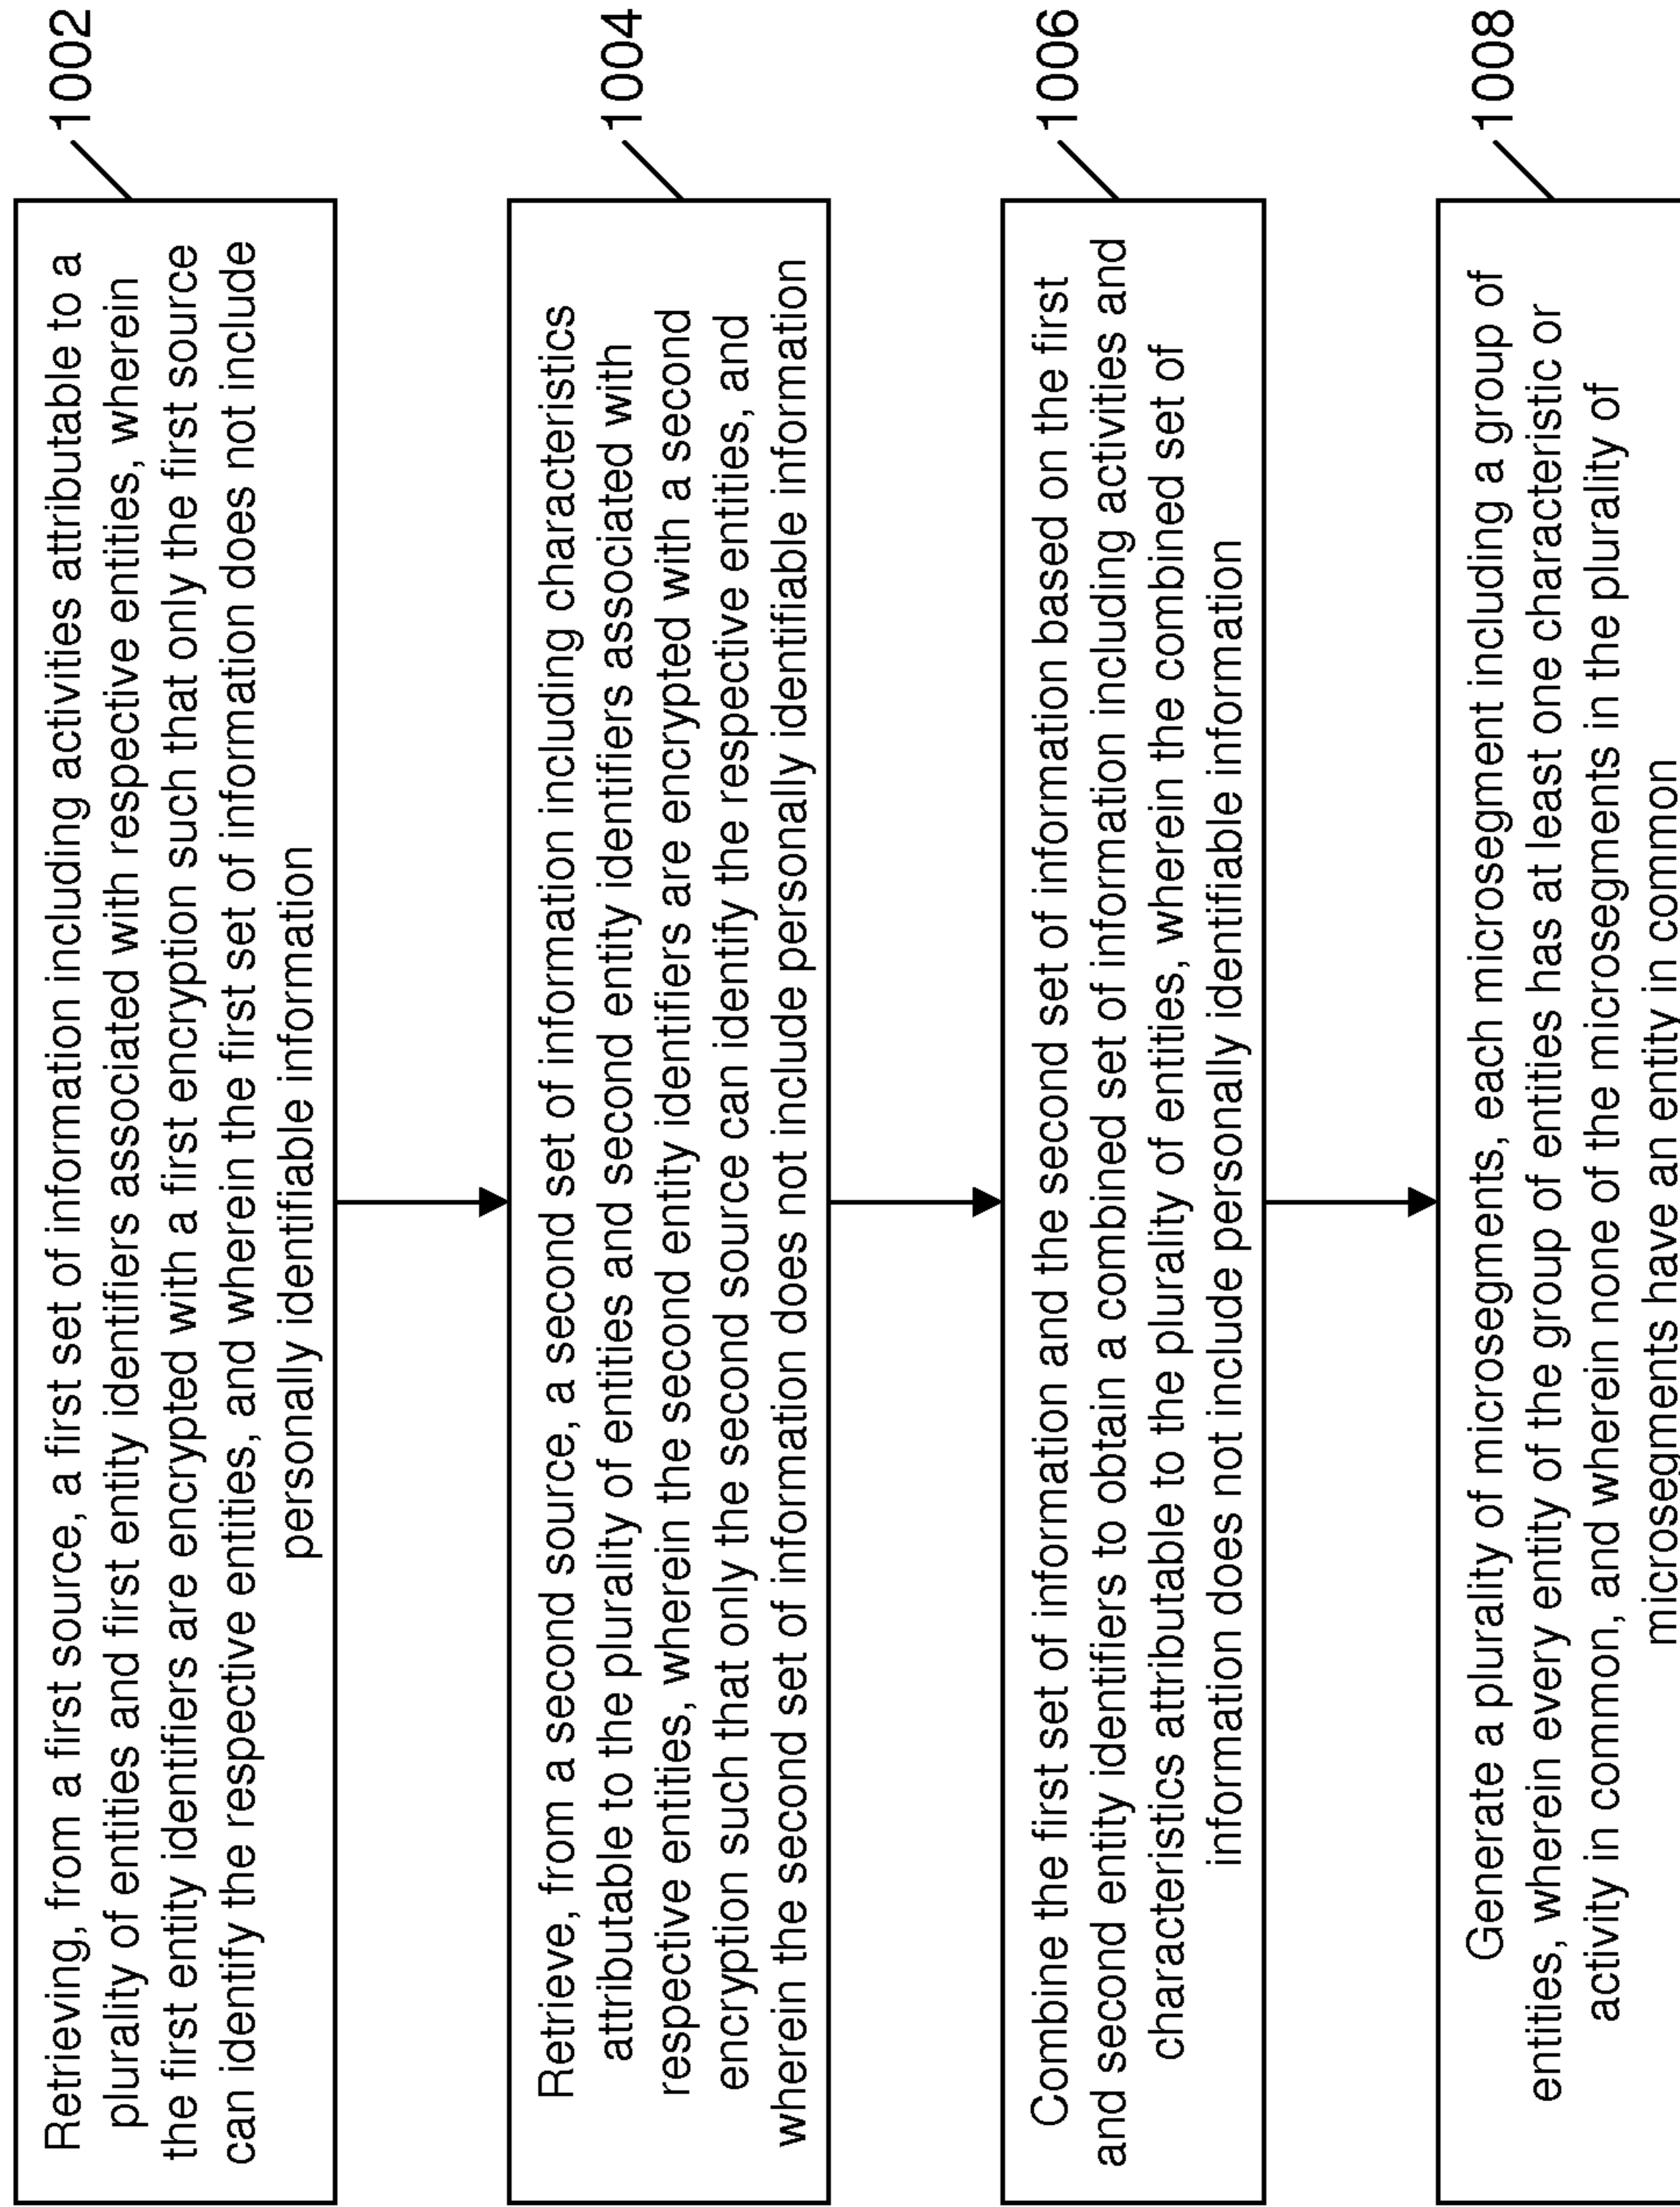 Retrieving, from a first source, a first set of information including activities attributable to a
plurality of entities and first entity identifiers associated with respective entities, wherein
the first entity identifiers are encrypted with a first encryption such that only the first source
can identify the respective entities, and wherein the first set of information does not include
personally identifiable information
1002
Retrieve, from a second source, a second set of information including characteristics
attributable to the plurality of entities and second entity identifiers associated with
respective entities, wherein the second entity identifiers are encrypted with a second
encryption such that only the second source can identify the respective entities, and
wherein the second set of information does not include personally identifiable information
1004
Combine the first set of information and the second set of information based on the first
and second entity identifiers to obtain a combined set of information including activities and
characteristics attributable to the plurality of entities, wherein the combined set of
information does not include personally identifiable information
1006
Generate a plurality of microsegments, each microsegment including a group of
entities, wherein every entity of the group of entities has at least one characteristic or
activity in common, and wherein none of the microsegments in the plurality of
microsegments have an entity in common
1008